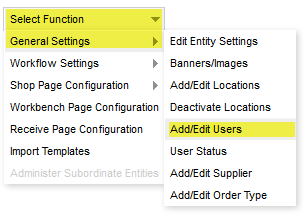 Select Function
General Settings
Workflow Settings
Shop Page Configuration
Workbench Page Configuration
Receive Page Configuration
Import Templates
Administer Subordinate Entities
Edit Entity Settings
Banners/Images
Add/Edit Locations
Deactivate Locations
Add/Edit Users
User Status
Add/Edit Supplier
Add/Edit Order Type